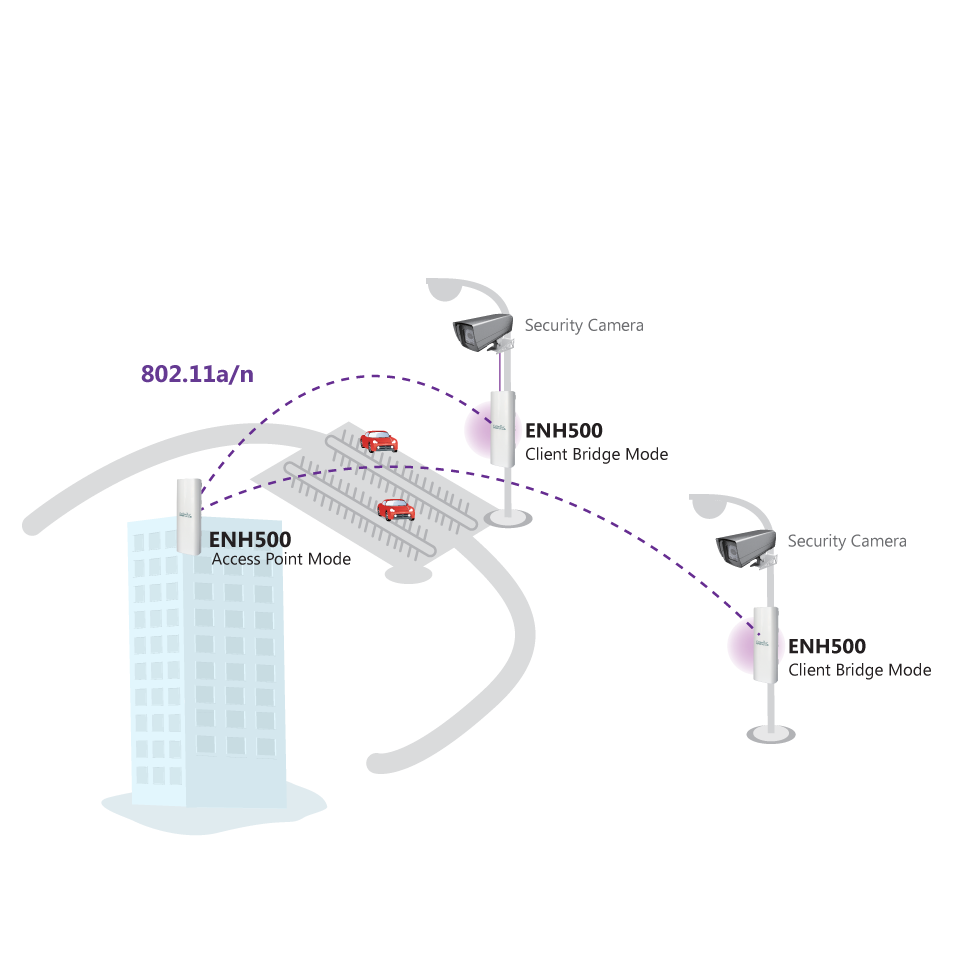 Security Camera
802.11a/n
ENH500
Client Bridge Mode
ENH500
Access Point Mode
Security Camera
ENH500
Client Bridge Mode